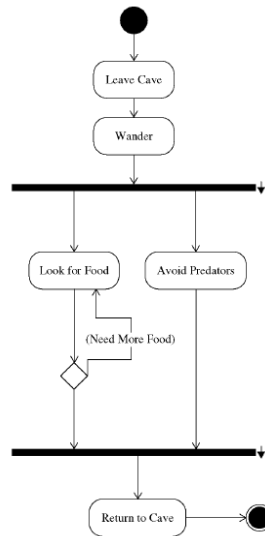 Leave Cave
Wander
Look for Food
Avoid Predators
(Need More Food)
Return to Cave